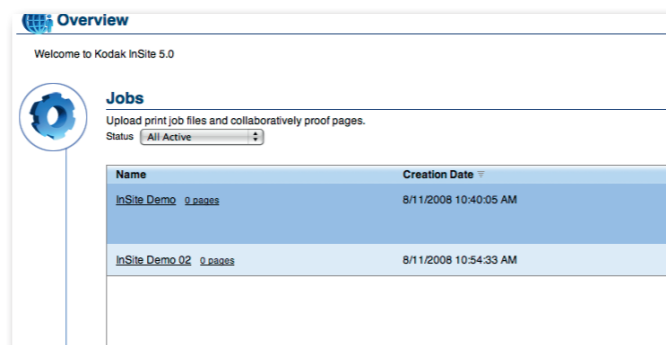 Overview
Welcome to Kodak InSite 5.0
Jobs
Upload print job files and collaboratively proof pages.
Status All Active
Name Creation Date
InSite Demo 0 pages 8/11/2008 10:40:05 AM
InSite Demo 02 0 pages 8/11/2008 10:54:33 AM